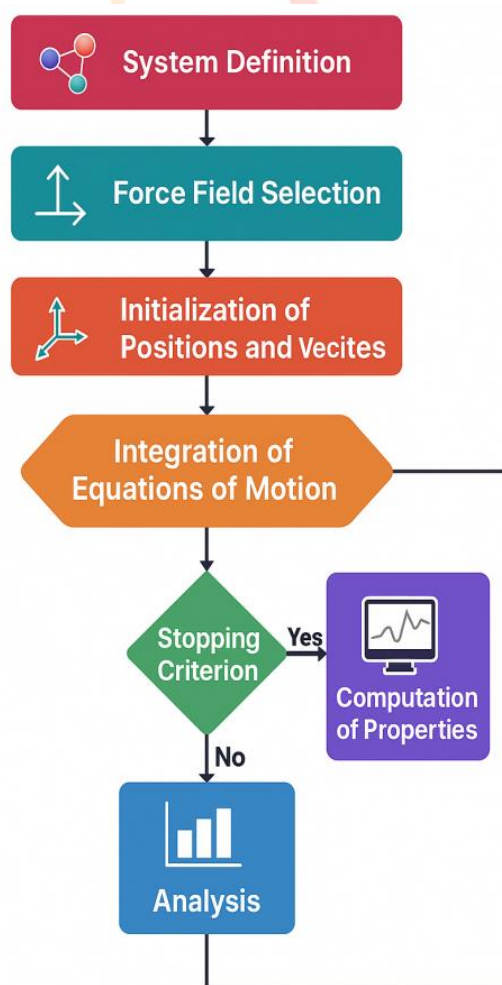 System Definition
Force Field Selection
Initialization of
Positions and Vecites
Integration of
Equations of Motion
Stopping
Criterion
Yes
Computation
of Properties
No
Analysis